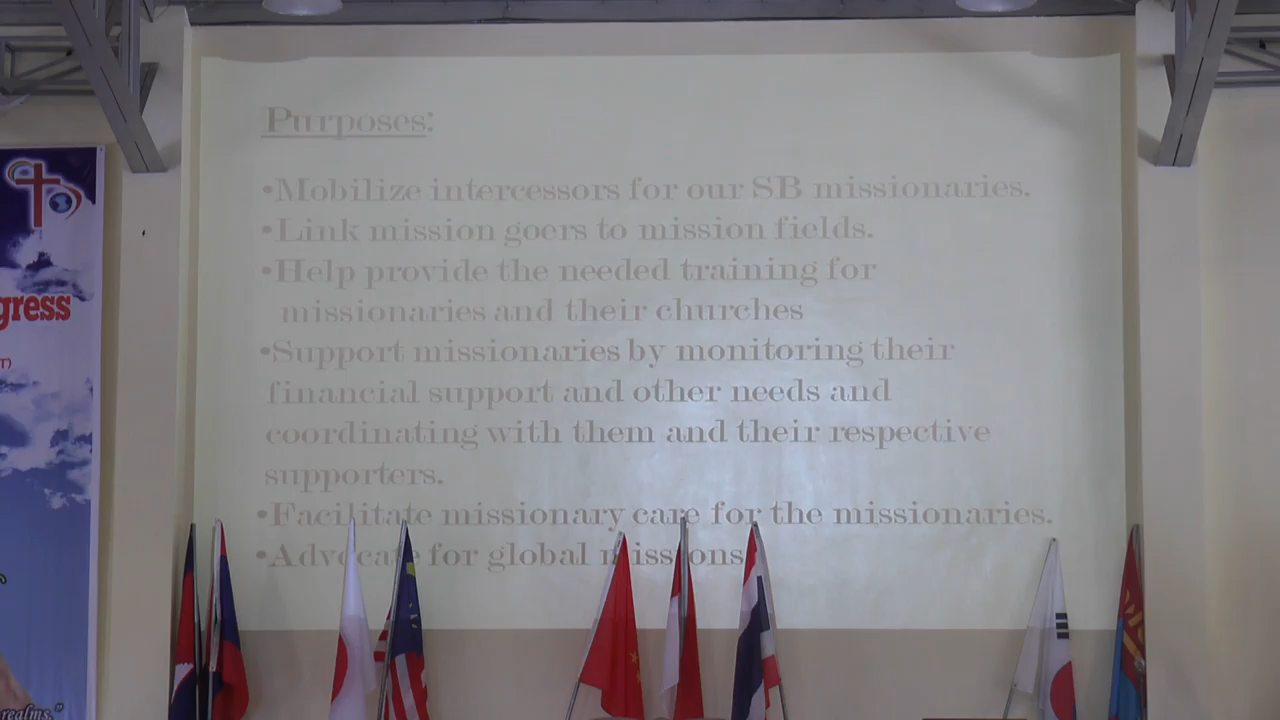 Purposes:
•Mobilize intercessors for our SB missionaries.
•Link mission goers to mission fields.
•Help provide the needed training for
missionaries and their churches
•Support missionaries by monitoring their
financial support and other needs and
coordinating with them and their respective
supporters.
•Facilitate missionary care for the missionaries.
•Advocate for global missions
gress
realms."